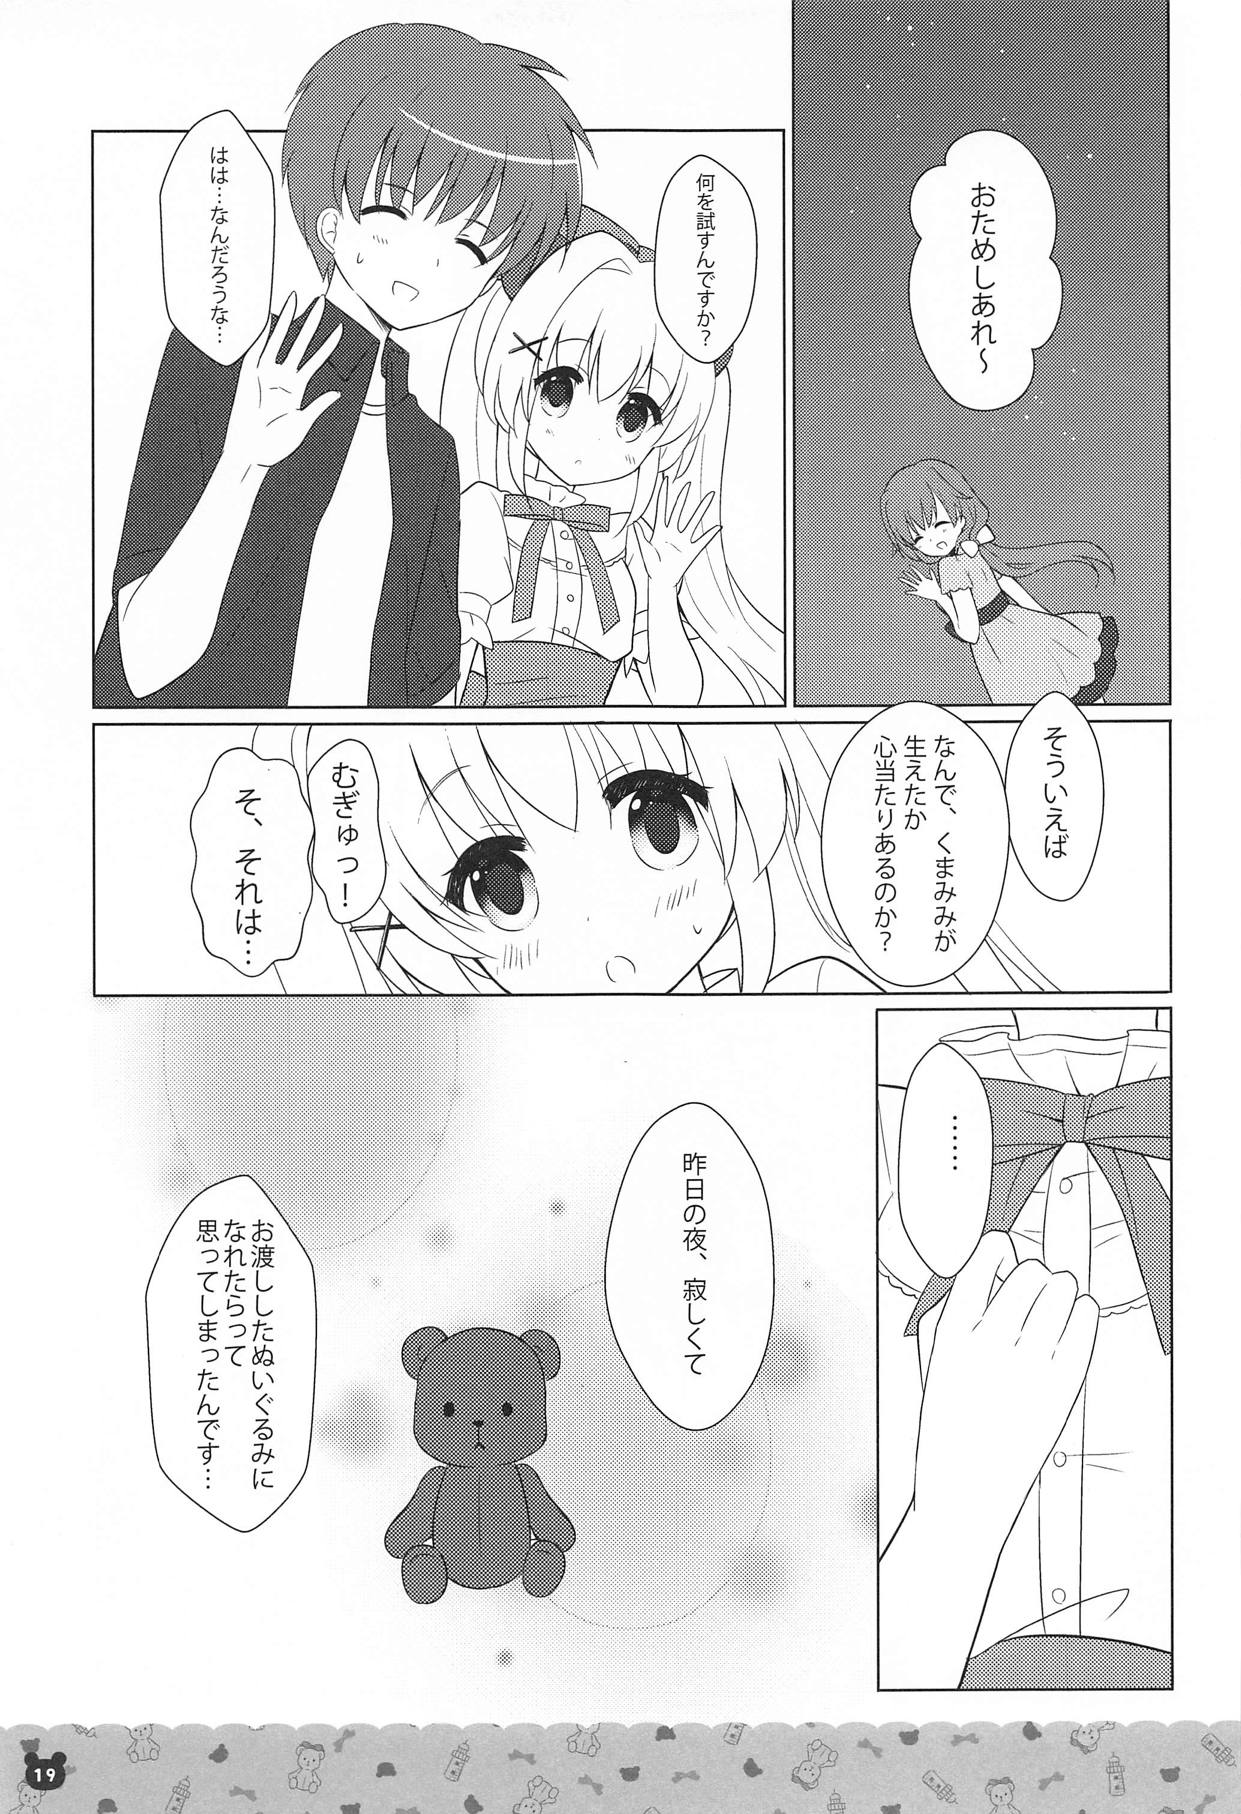 おためしあれ～
何を試すんですか？
はは…なんだろうな…
そういえば
なんで、くまみみが
生えたか
心当たりあるのか？
むぎゅっ！
そ、それは…
……
昨日の夜、寂しくて
お渡ししたぬいぐるみに
なれたらって
思ってしまったんです…
19